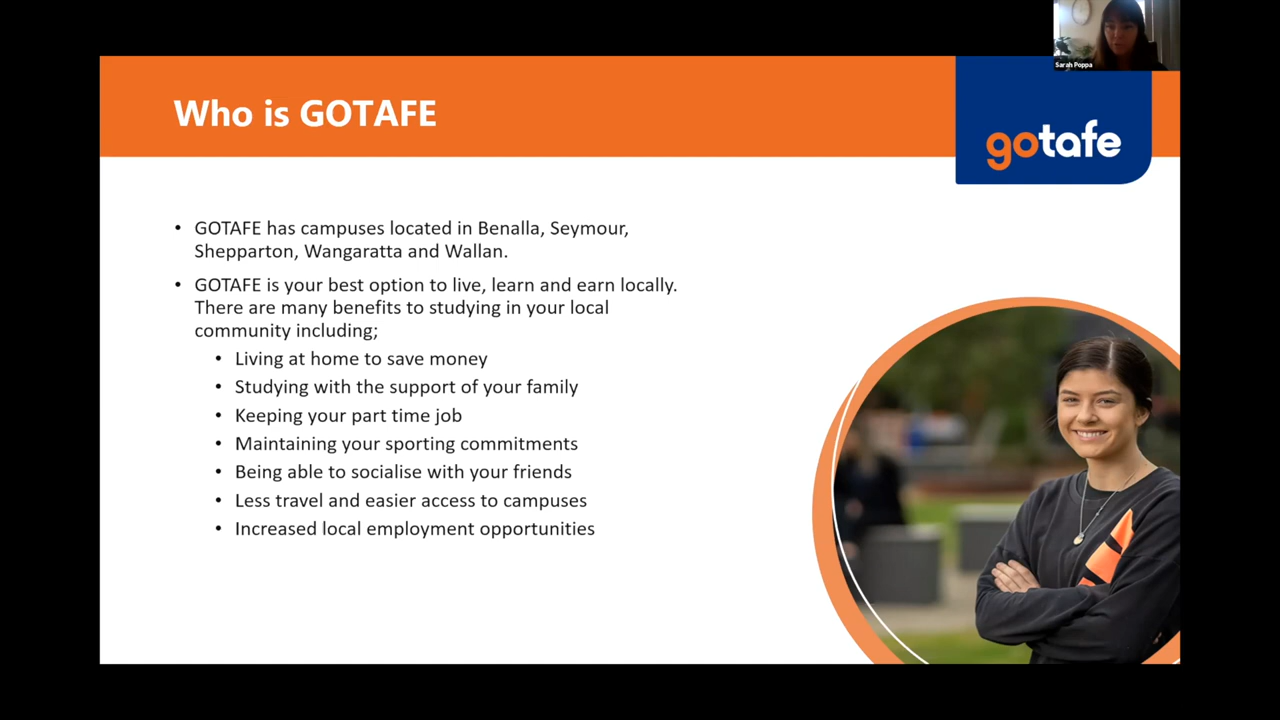 Sarah Poppa
Who is GOTAFE
gotafe
• GOTAFE has campuses located in Benalla, Seymour,
Shepparton, Wangaratta and Wallan.
• GOTAFE is your best option to live, learn and earn locally.
There are many benefits to studying in your local
community including;
• Living at home to save money
• Studying with the support of your family
• Keeping your part time job
• Maintaining your sporting commitments
• Being able to socialise with your friends
• Less travel and easier access to campuses
• Increased local employment opportunities